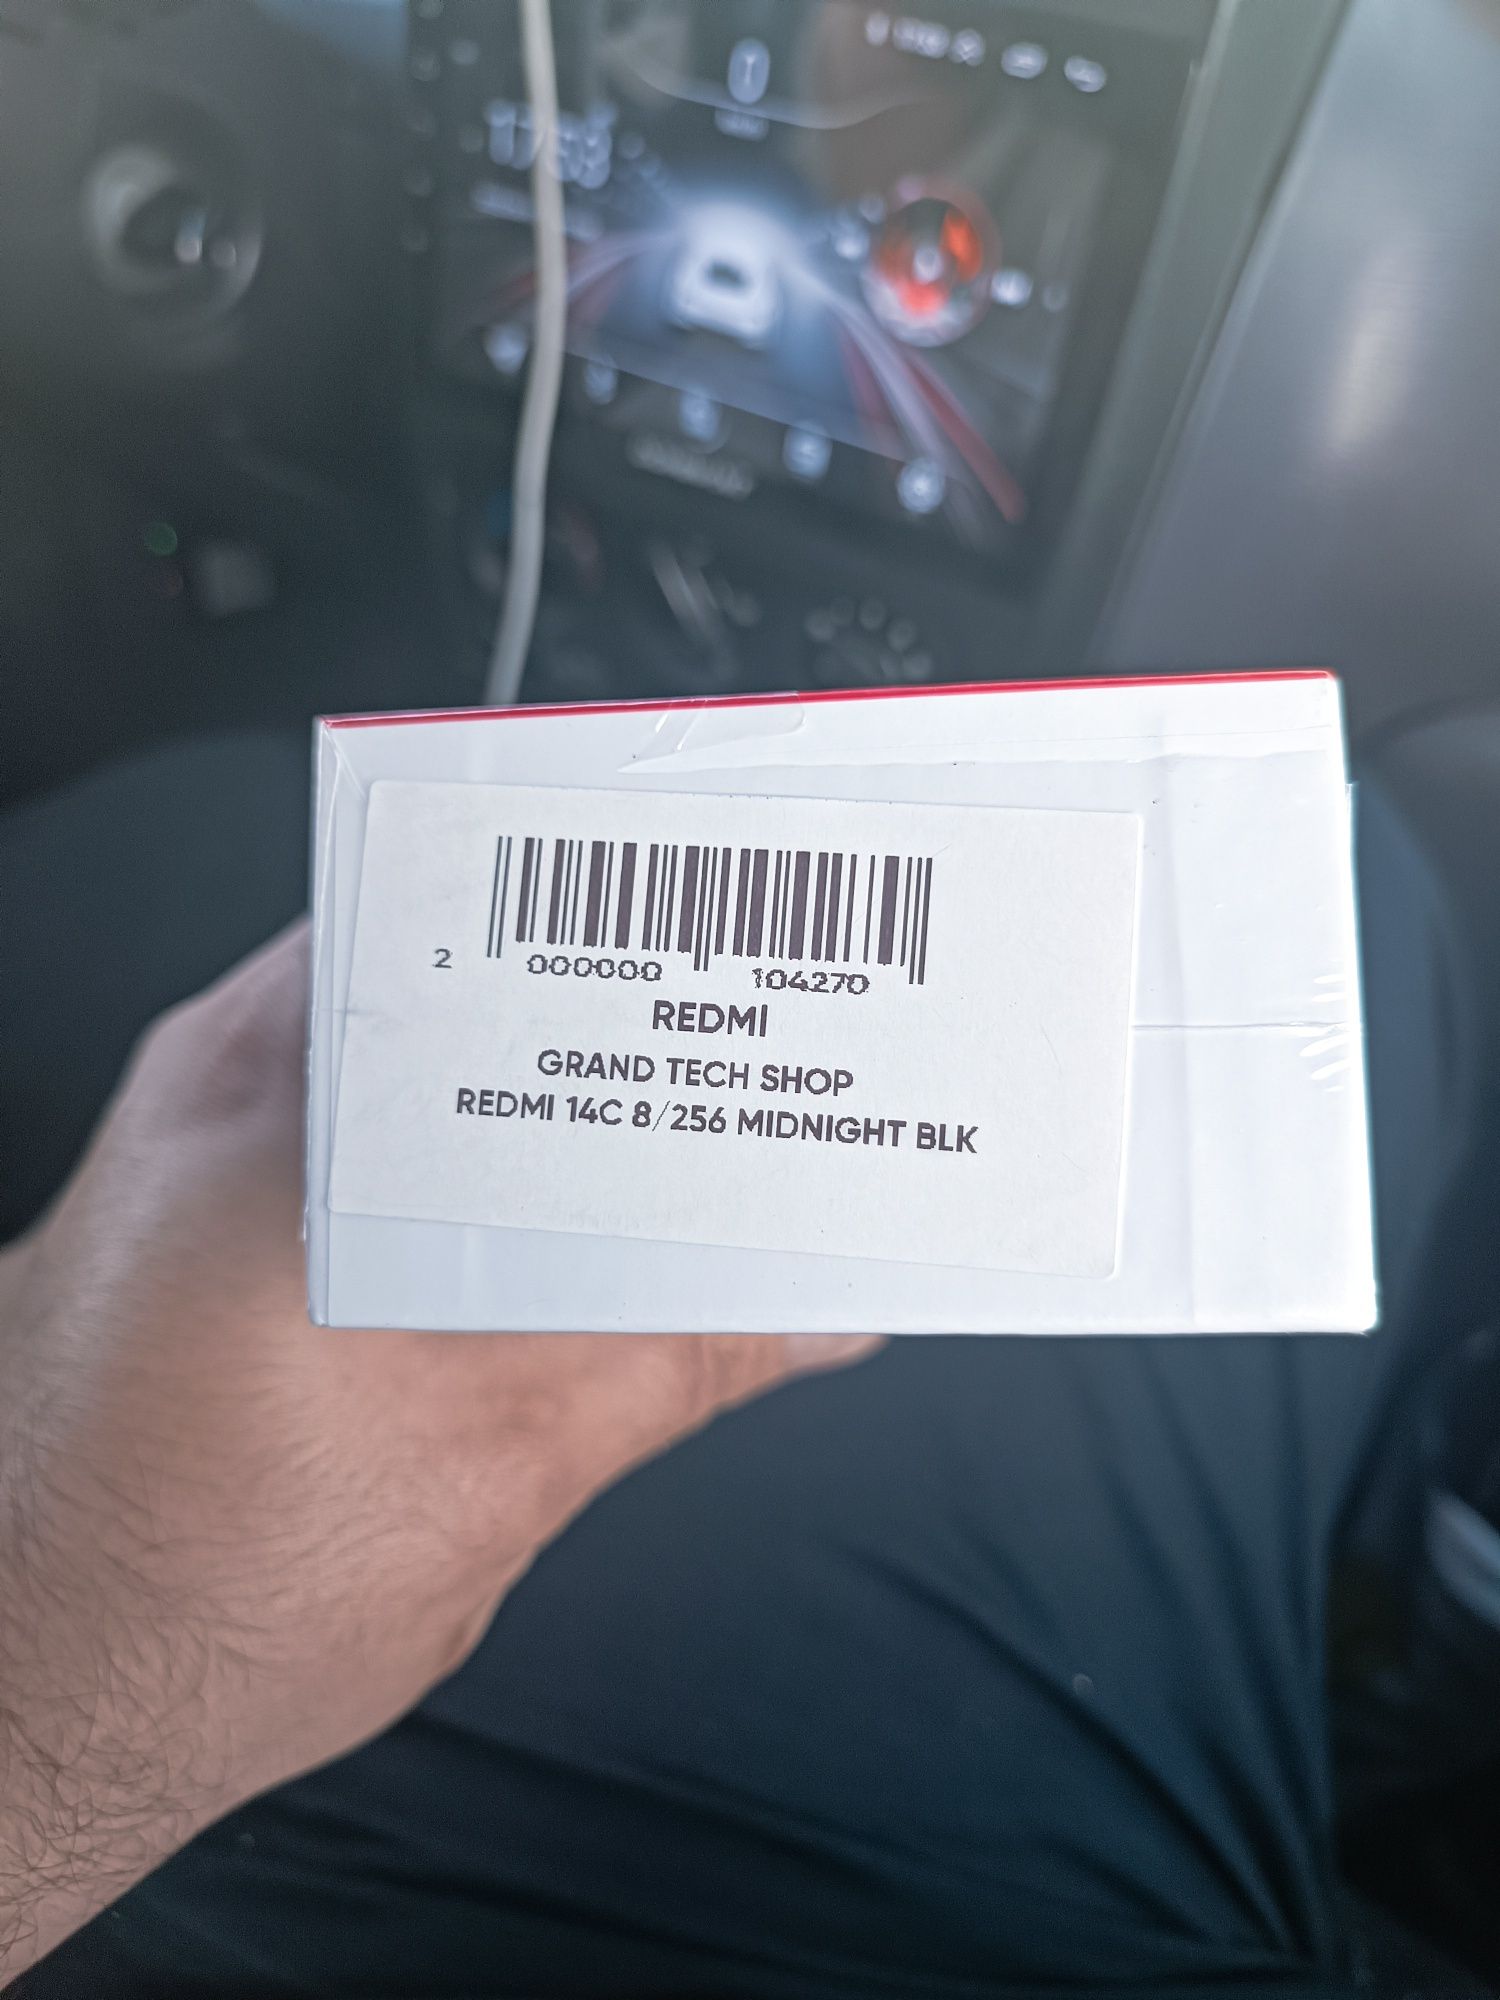 2 000000 104270
REDMI
GRAND TECH SHOP
REDMI 14C 8/256 MIDNIGHT BLK